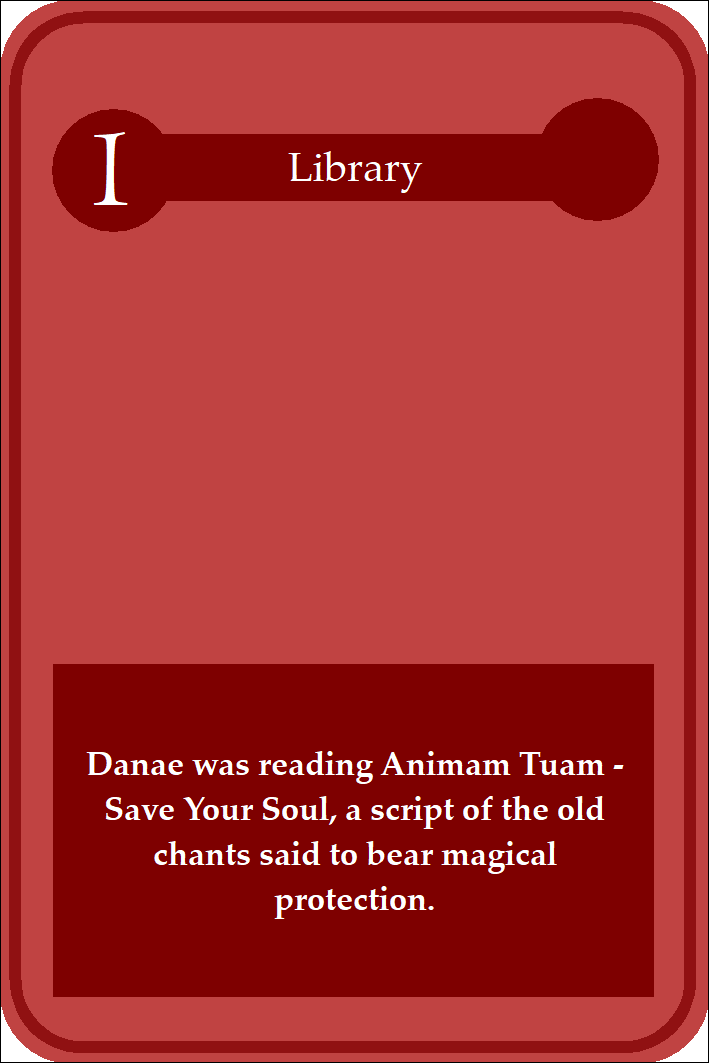 I
Library
Danae was reading Animam Tuam -
Save Your Soul, a script of the old
chants said to bear magical
protection.